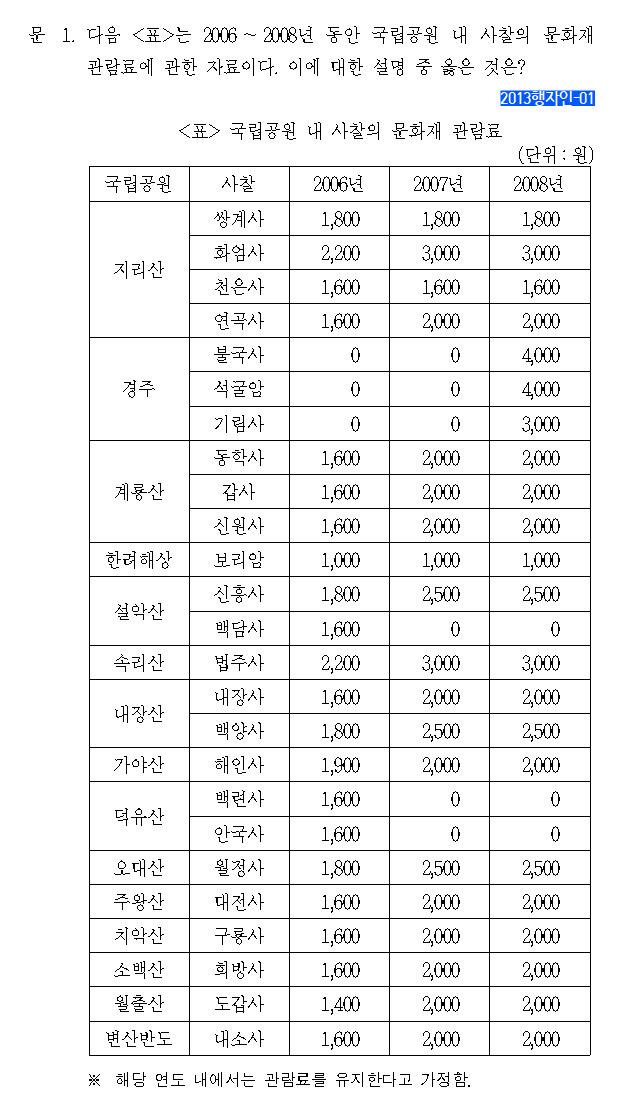 문 1. 다음 <표>는 2006 ~ 2008년 동안 국립공원 내 사찰의 문화재
관람료에 관한 자료이다. 이에 대한 설명 중 옳은 것은?
2013행자인-01
<표> 국립공원 내 사찰의 문화재 관람료
(단위 : 원)
국립공원 사찰 2006년 2007년 2008년
지리산 쌍계사 1,800 1,800 1,800
화엄사 2,200 3,000 3,000
천은사 1,600 1,600 1,600
연곡사 1,600 2,000 2,000
경주 불국사 0 0 4,000
석굴암 0 0 4,000
기림사 0 0 3,000
계룡산 동학사 1,600 2,000 2,000
갑사 1,600 2,000 2,000
신원사 1,600 2,000 2,000
한려해상 보리암 1,000 1,000 1,000
설악산 신흥사 1,800 2,500 2,500
백담사 1,600 0 0
속리산 법주사 2,200 3,000 3,000
내장산 내장사 1,600 2,000 2,000
백양사 1,800 2,500 2,500
가야산 해인사 1,900 2,000 2,000
덕유산 백련사 1,600 0 0
안국사 1,600 0 0
오대산 월정사 1,800 2,500 2,500
주왕산 대전사 1,600 2,000 2,000
치악산 구룡사 1,600 2,000 2,000
소백산 희방사 1,600 2,000 2,000
월출산 도갑사 1,400 2,000 2,000
변산반도 내소사 1,600 2,000 2,000
※ 해당 연도 내에서는 관람료를 유지한다고 가정함.